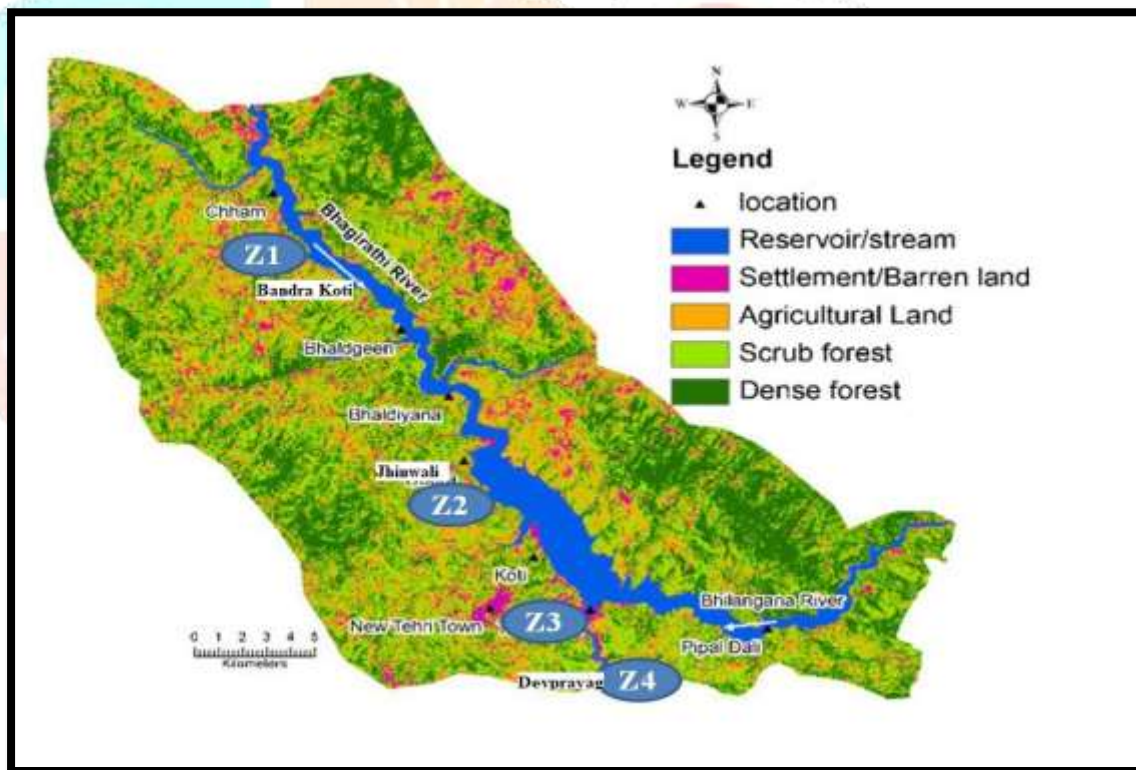 N
W E
S
Legend
location
Reservoir/stream
Settlement/Barren land
Agricultural Land
Scrub forest
Dense forest
Chham
Z1
Bhagirathi River
Bandra Koti
Bhaldgeen
Bhaldiyana
Jhinwali
Z2
Koti
Bhilangana River
New Tehri Town
Z3
Pipal Dali
0 1 2 3 4 5
Kilometers
Devprayag
Z4